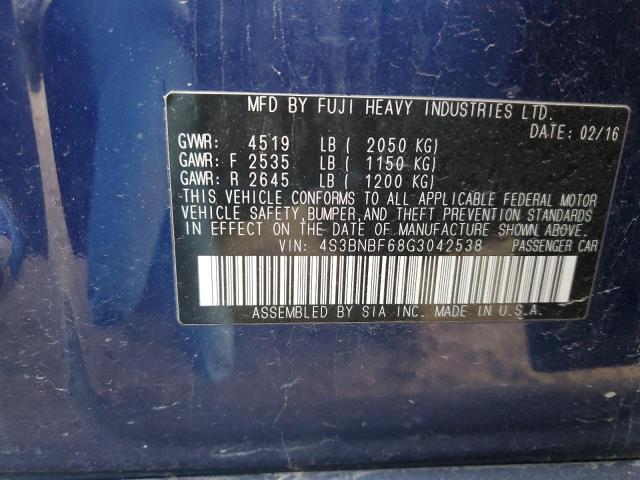 MFD BY FUJI HEAVY INDUSTRIES LTD.
DATE: 02/16
GVWR: 4519 LB ( 2050 KG)
GAWR: F 2535 LB ( 1150 KG)
GAWR: R 2645 LB ( 1200 KG)
THIS VEHICLE CONFORMS TO ALL APPLICABLE FEDERAL MOTOR
VEHICLE SAFETY,BUMPER,AND THEFT PREVENTION STANDARDS
IN EFFECT ON THE DATE OF MANUFACTURE SHOWN ABOVE.
VIN: 4S3BNBF68G3042538 PASSENGER CAR
ASSEMBLED BY SIA INC. MADE IN U.S.A.